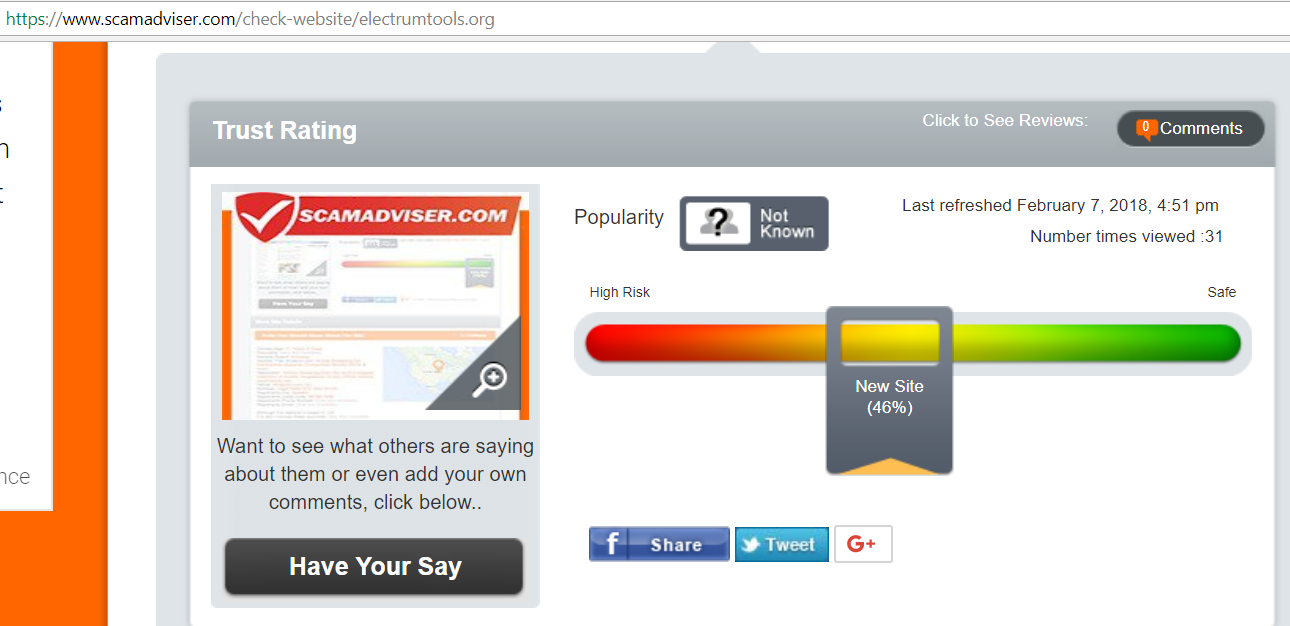 https://www.scamadviser.com/check-website/electrumtools.org
s
n
t
nce
Trust Rating
Click to See Reviews:
0 Comments
SCAMADVISER.COM
Want to see what others are saying
about them or even add your own
comments, click below..
Have Your Say
Popularity
Not
Known
Last refreshed February 7, 2018, 4:51 pm
Number times viewed :31
High Risk
Safe
New Site
(46%)
f Share
Tweet
G+